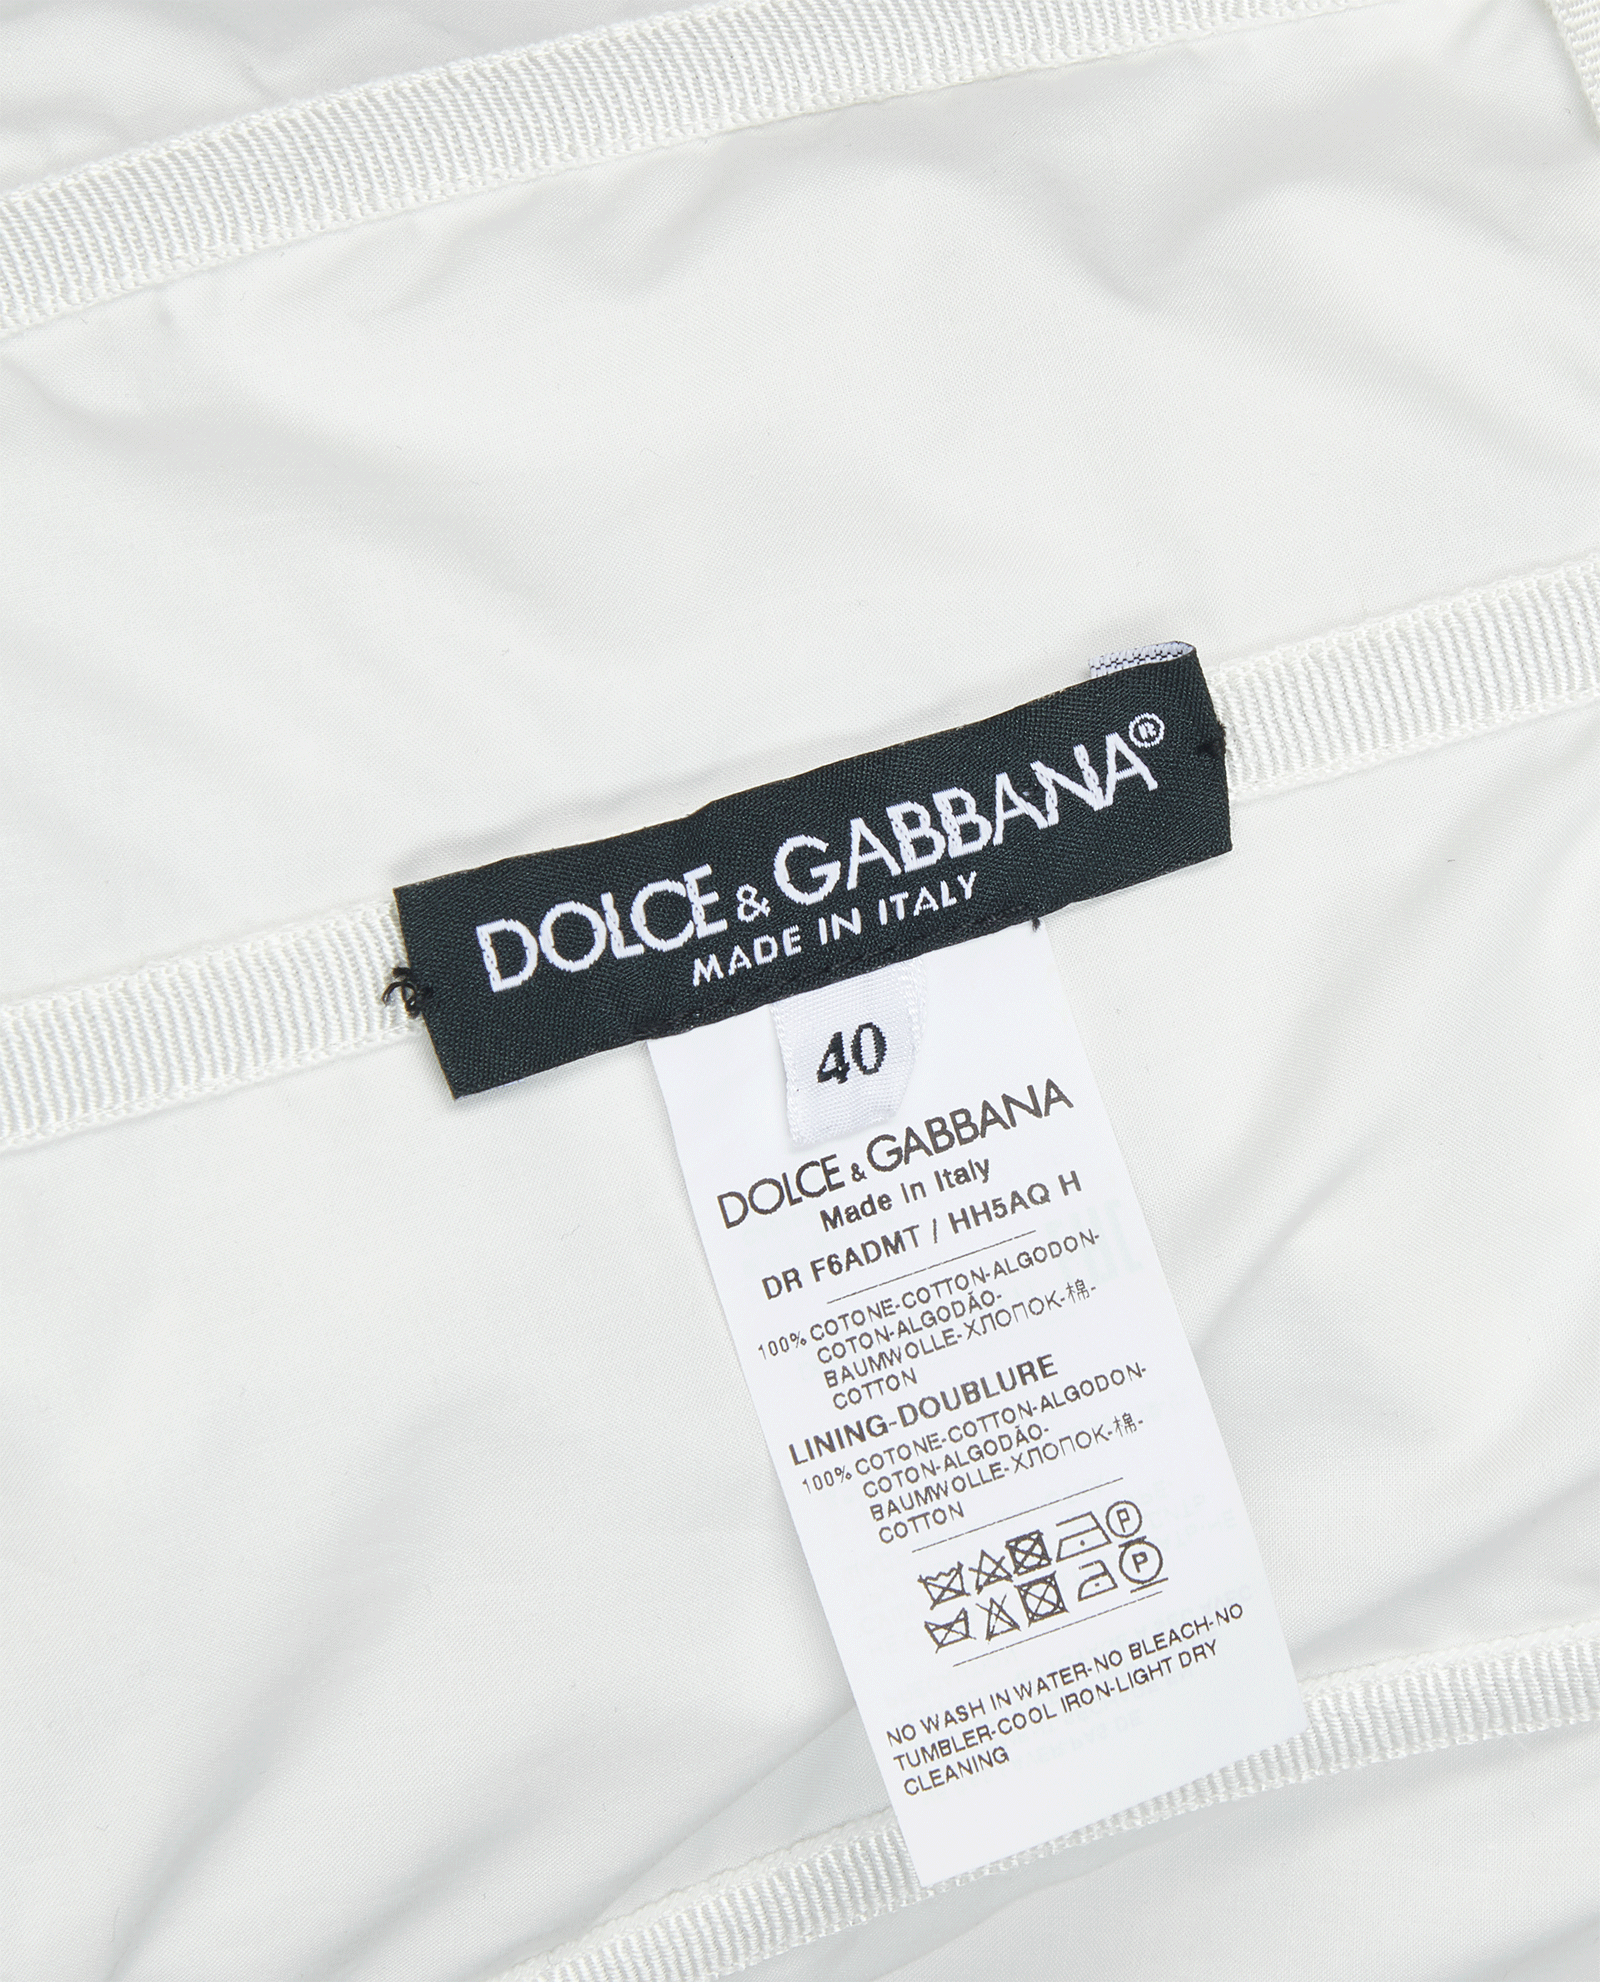 DOLCE & GABBANA®
MADE IN ITALY
40
DOLCE & GABBANA
Made in Italy
DR F6ADMT / HH5AQ H
100% COTONE-COTTON-ALGODON-
COTON-ALGODÃO-
BAUMWOLLE-ХЛОПОК-棉-
COTTON
LINING-DOUBLURE
100% COTONE-COTTON-ALGODON-
COTON-ALGODÃO-
BAUMWOLLE-ХЛОПОК-棉-
COTTON
P
P
NO WASH IN WATER-NO BLEACH-NO
TUMBLER-COOL IRON-LIGHT DRY
CLEANING